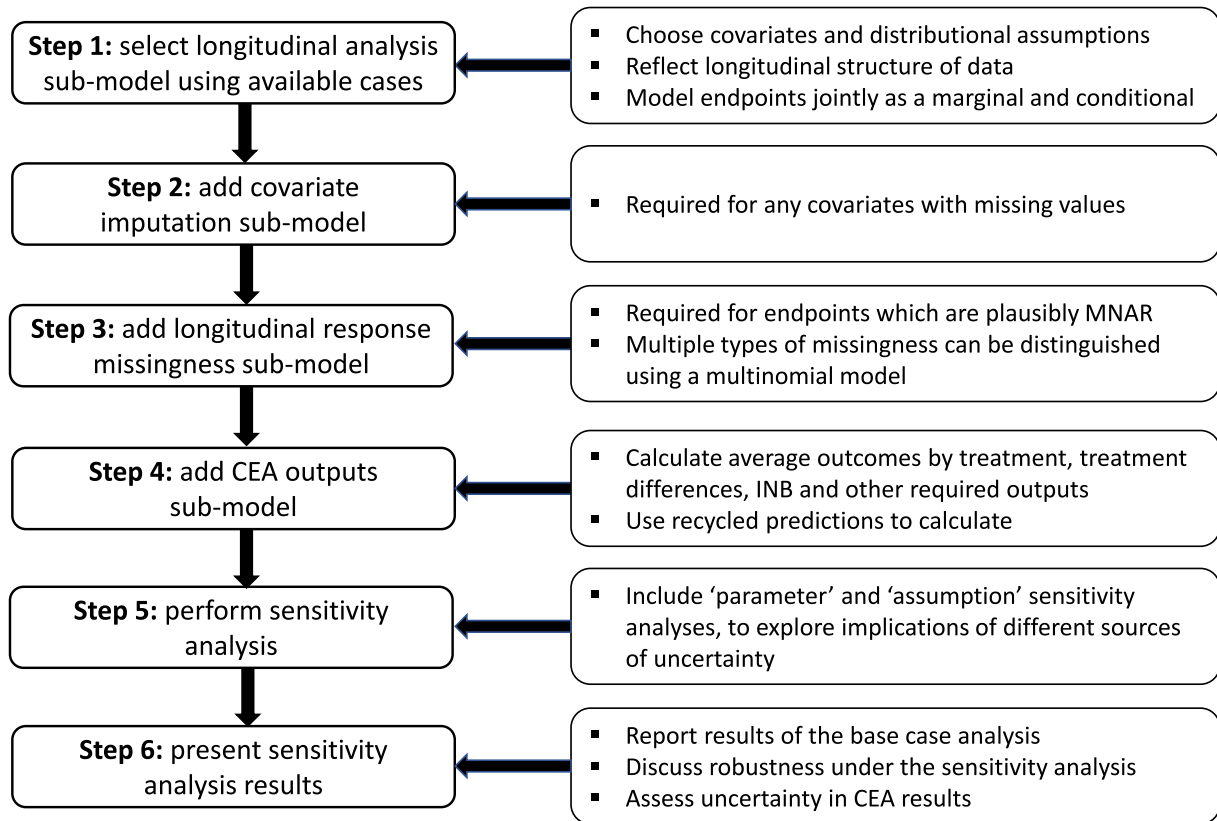 Step 1: select longitudinal analysis
sub-model using available cases
▪ Choose covariates and distributional assumptions
▪ Reflect longitudinal structure of data
▪ Model endpoints jointly as a marginal and conditional
Step 2: add covariate
imputation sub-model
▪ Required for any covariates with missing values
Step 3: add longitudinal response
missingness sub-model
▪ Required for endpoints which are plausibly MNAR
▪ Multiple types of missingness can be distinguished
using a multinomial model
Step 4: add CEA outputs
sub-model
▪ Calculate average outcomes by treatment, treatment
differences, INB and other required outputs
▪ Use recycled predictions to calculate
Step 5: perform sensitivity
analysis
▪ Include ‘parameter’ and ‘assumption’ sensitivity
analyses, to explore implications of different sources
of uncertainty
Step 6: present sensitivity
analysis results
▪ Report results of the base case analysis
▪ Discuss robustness under the sensitivity analysis
▪ Assess uncertainty in CEA results